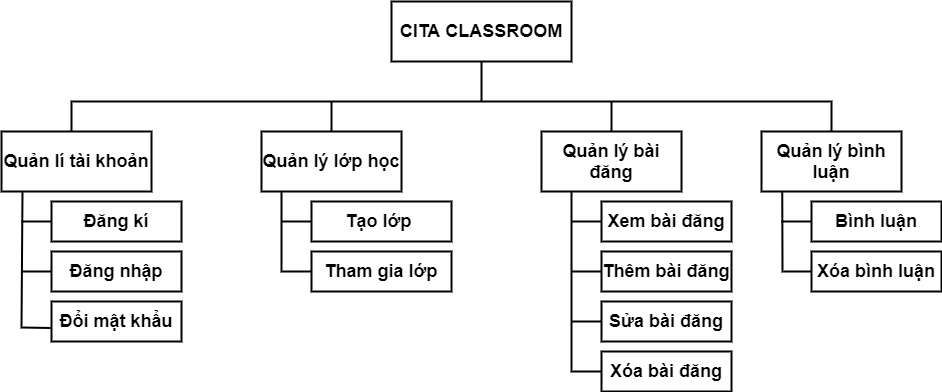 CITA CLASSROOM
Quản lí tài khoản
Đăng kí
Đăng nhập
Đổi mật khẩu
Quản lý lớp học
Tạo lớp
Tham gia lớp
Quản lý bài
đăng
Xem bài đăng
Thêm bài đăng
Sửa bài đăng
Xóa bài đăng
Quản lý bình
luận
Bình luận
Xóa bình luận